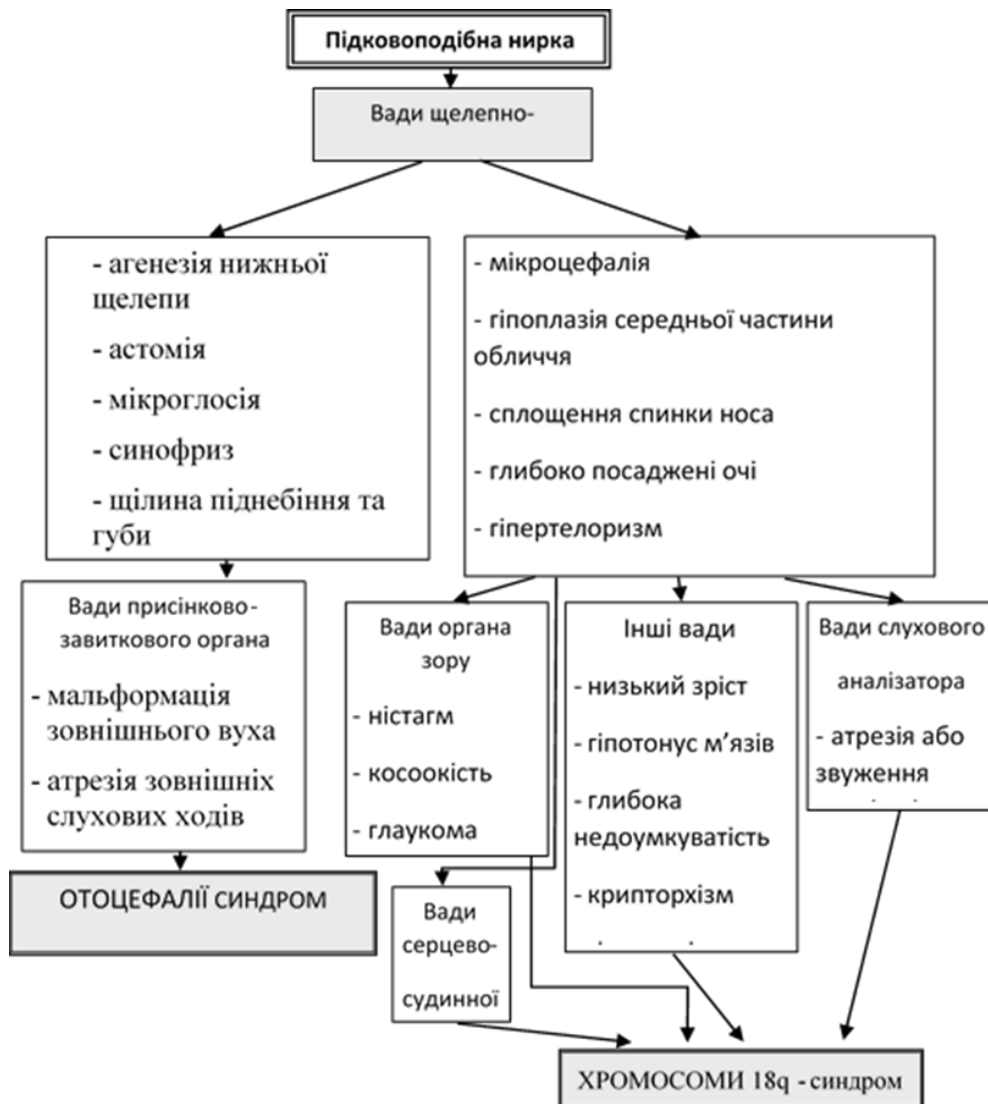 Підковоподібна нирка
Вади щелепно-
- агенезія нижньої
щелепи
- астомія
- мікроглосія
- синофриз
- щілина піднебіння та
губи
- мікроцефалія
- гіпоплазія середньої частини
обличчя
- сплощення спинки носа
- глибоко посаджені очі
- гіпертелоризм
Вади присінково-
завиткового органа
- мальформація
зовнішнього вуха
- атрезія зовнішніх
слухових ходів
ОТОЦЕФАЛІЇ СИНДРОМ
Вади органа
зору
- ністагм
- косоокість
- глаукома
Вади
серцево-
судинної
Інші вади
- низький зріст
- гіпотонус м’язів
- глибока
недоумкуватість
- крипторхізм
Вади слухового
аналізатора
- атрезія або
звуження
ХРОМОСОМИ 18q - синдром